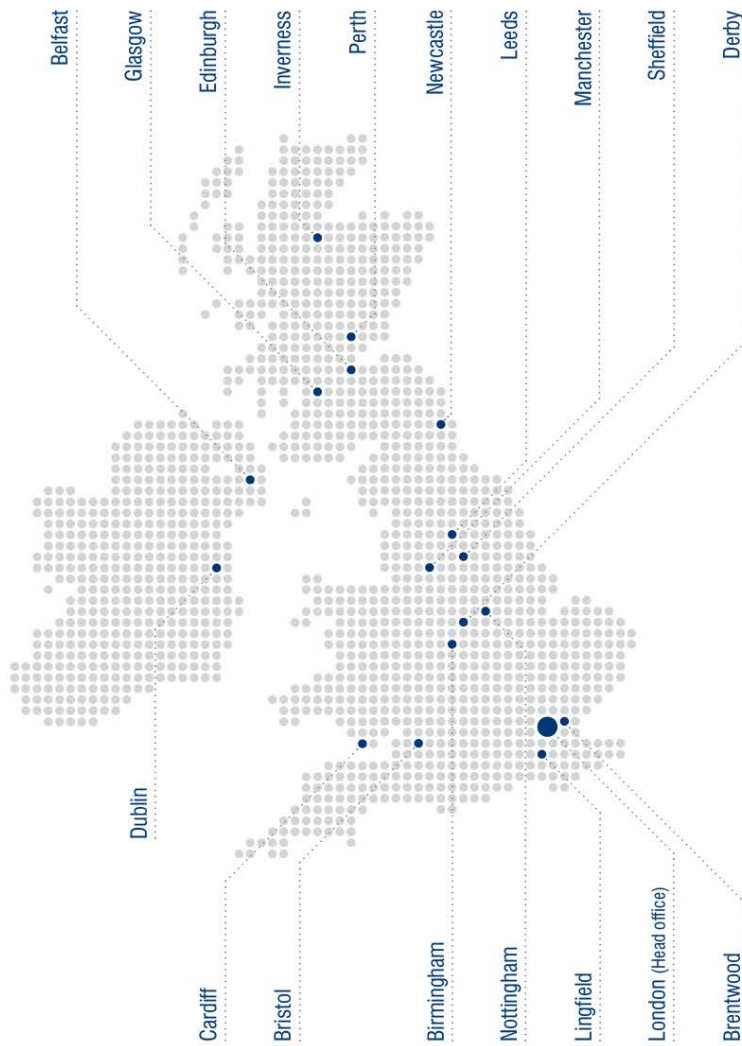 Belfast
Glasgow
Edinburgh
Inverness
Perth
Newcastle
Leeds
Manchester
Sheffield
Derby
Dublin
Cardiff
Bristol
Birmingham
Nottingham
Lingfield
London (Head office)
Brentwood